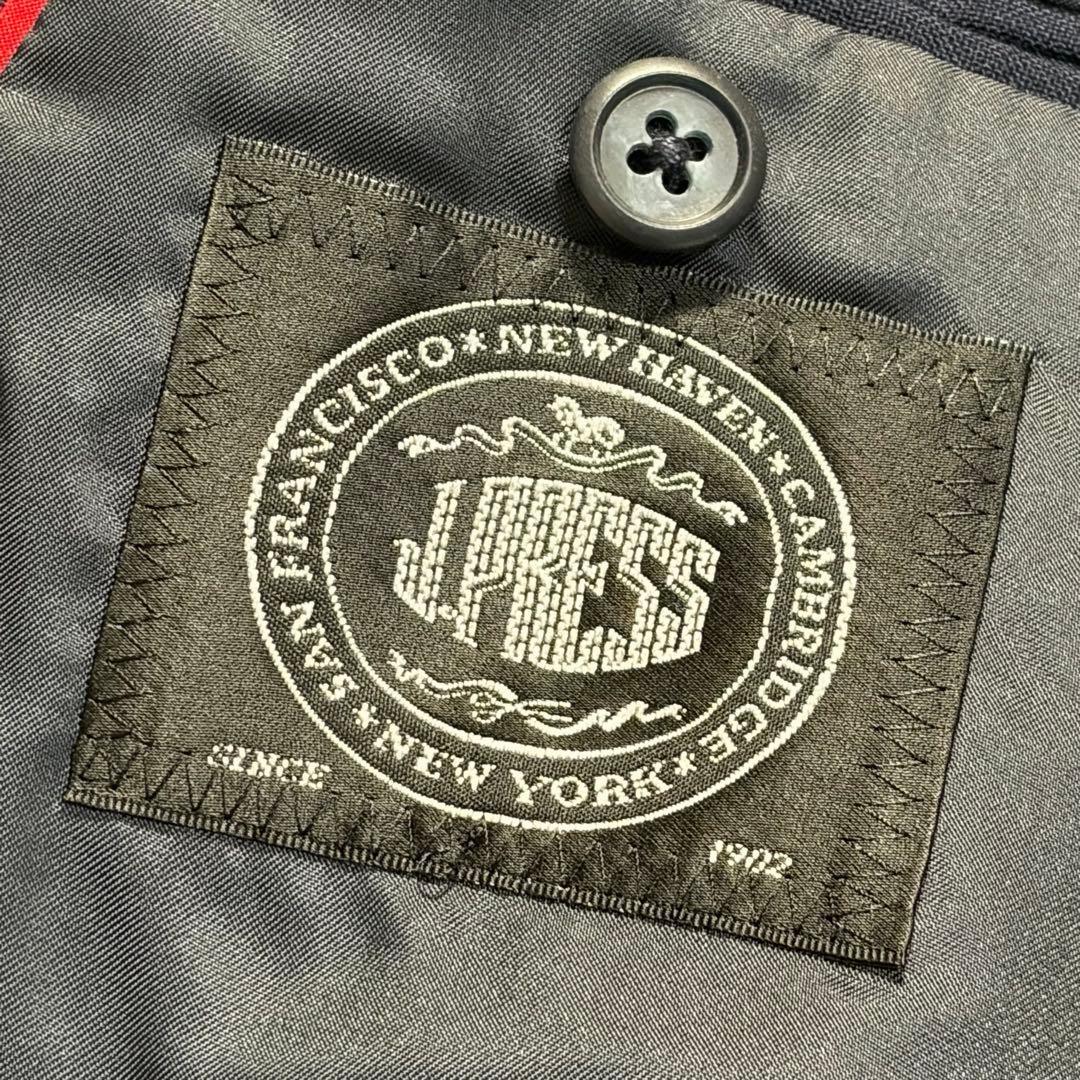 SAN FRANCISCO*NEW HAVEN*CAMBRIDGE*NEW YORK*
J.PRESS
SINCE 1902